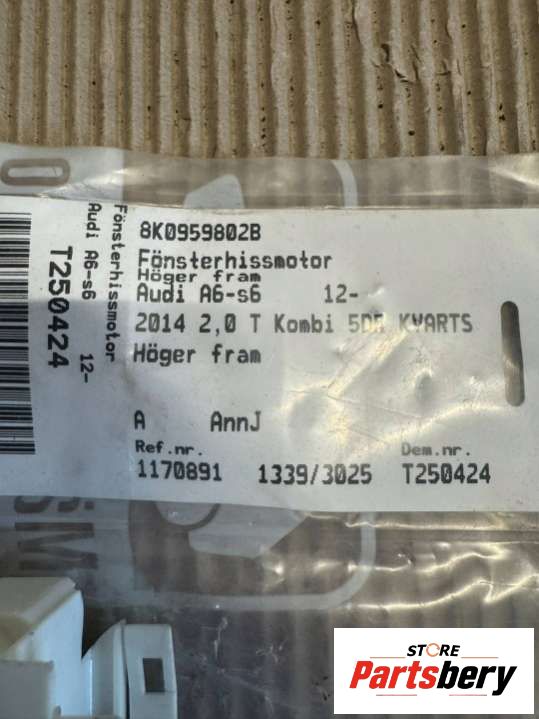 8K0959802B
Fönsterhissmotor
Höger fram
Audi A6-s6 12-
2014 2,0 T Kombi 5DR KVARTS
Höger fram
A AnnJ
Ref.nr. Dem.nr.
1170891 1339/3025 T250424
Fönsterhissmotor
Audi A6-s6 12-
T250424
STORE
Partsbery